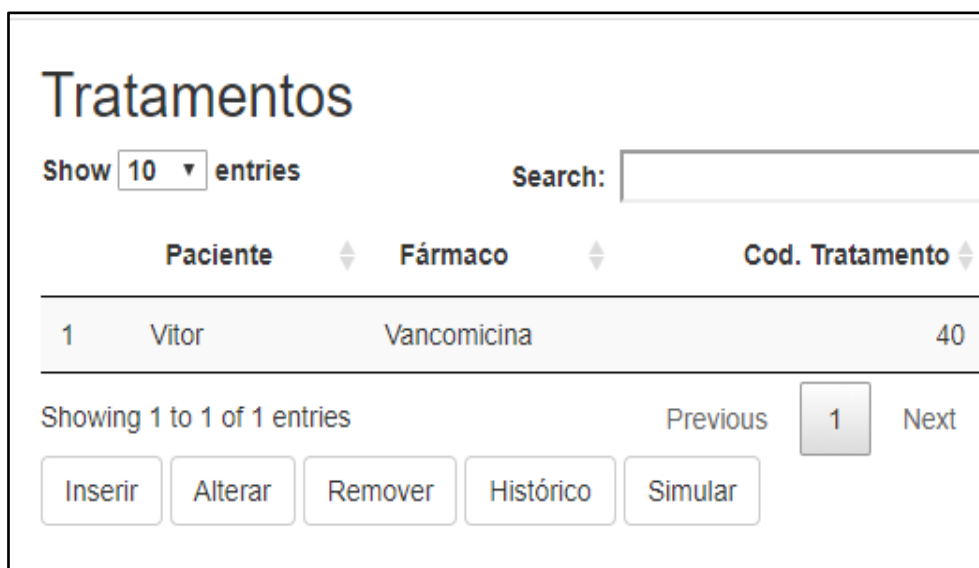 Tratamentos
Show 10 entries Search:
Paciente Fármaco Cod. Tratamento
1 Vitor Vancomicina 40
Showing 1 to 1 of 1 entries Previous 1 Next
Inserir Alterar Remover Histórico Simular